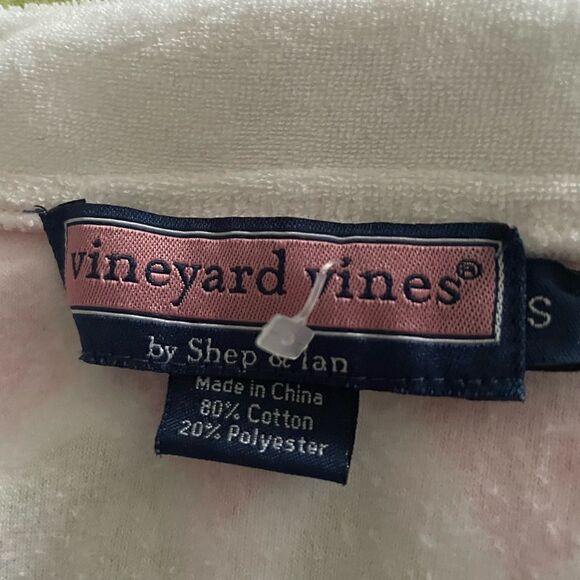 vineyard vines®
S
by Shep & Ian
Made in China
80% Cotton
20% Polyester